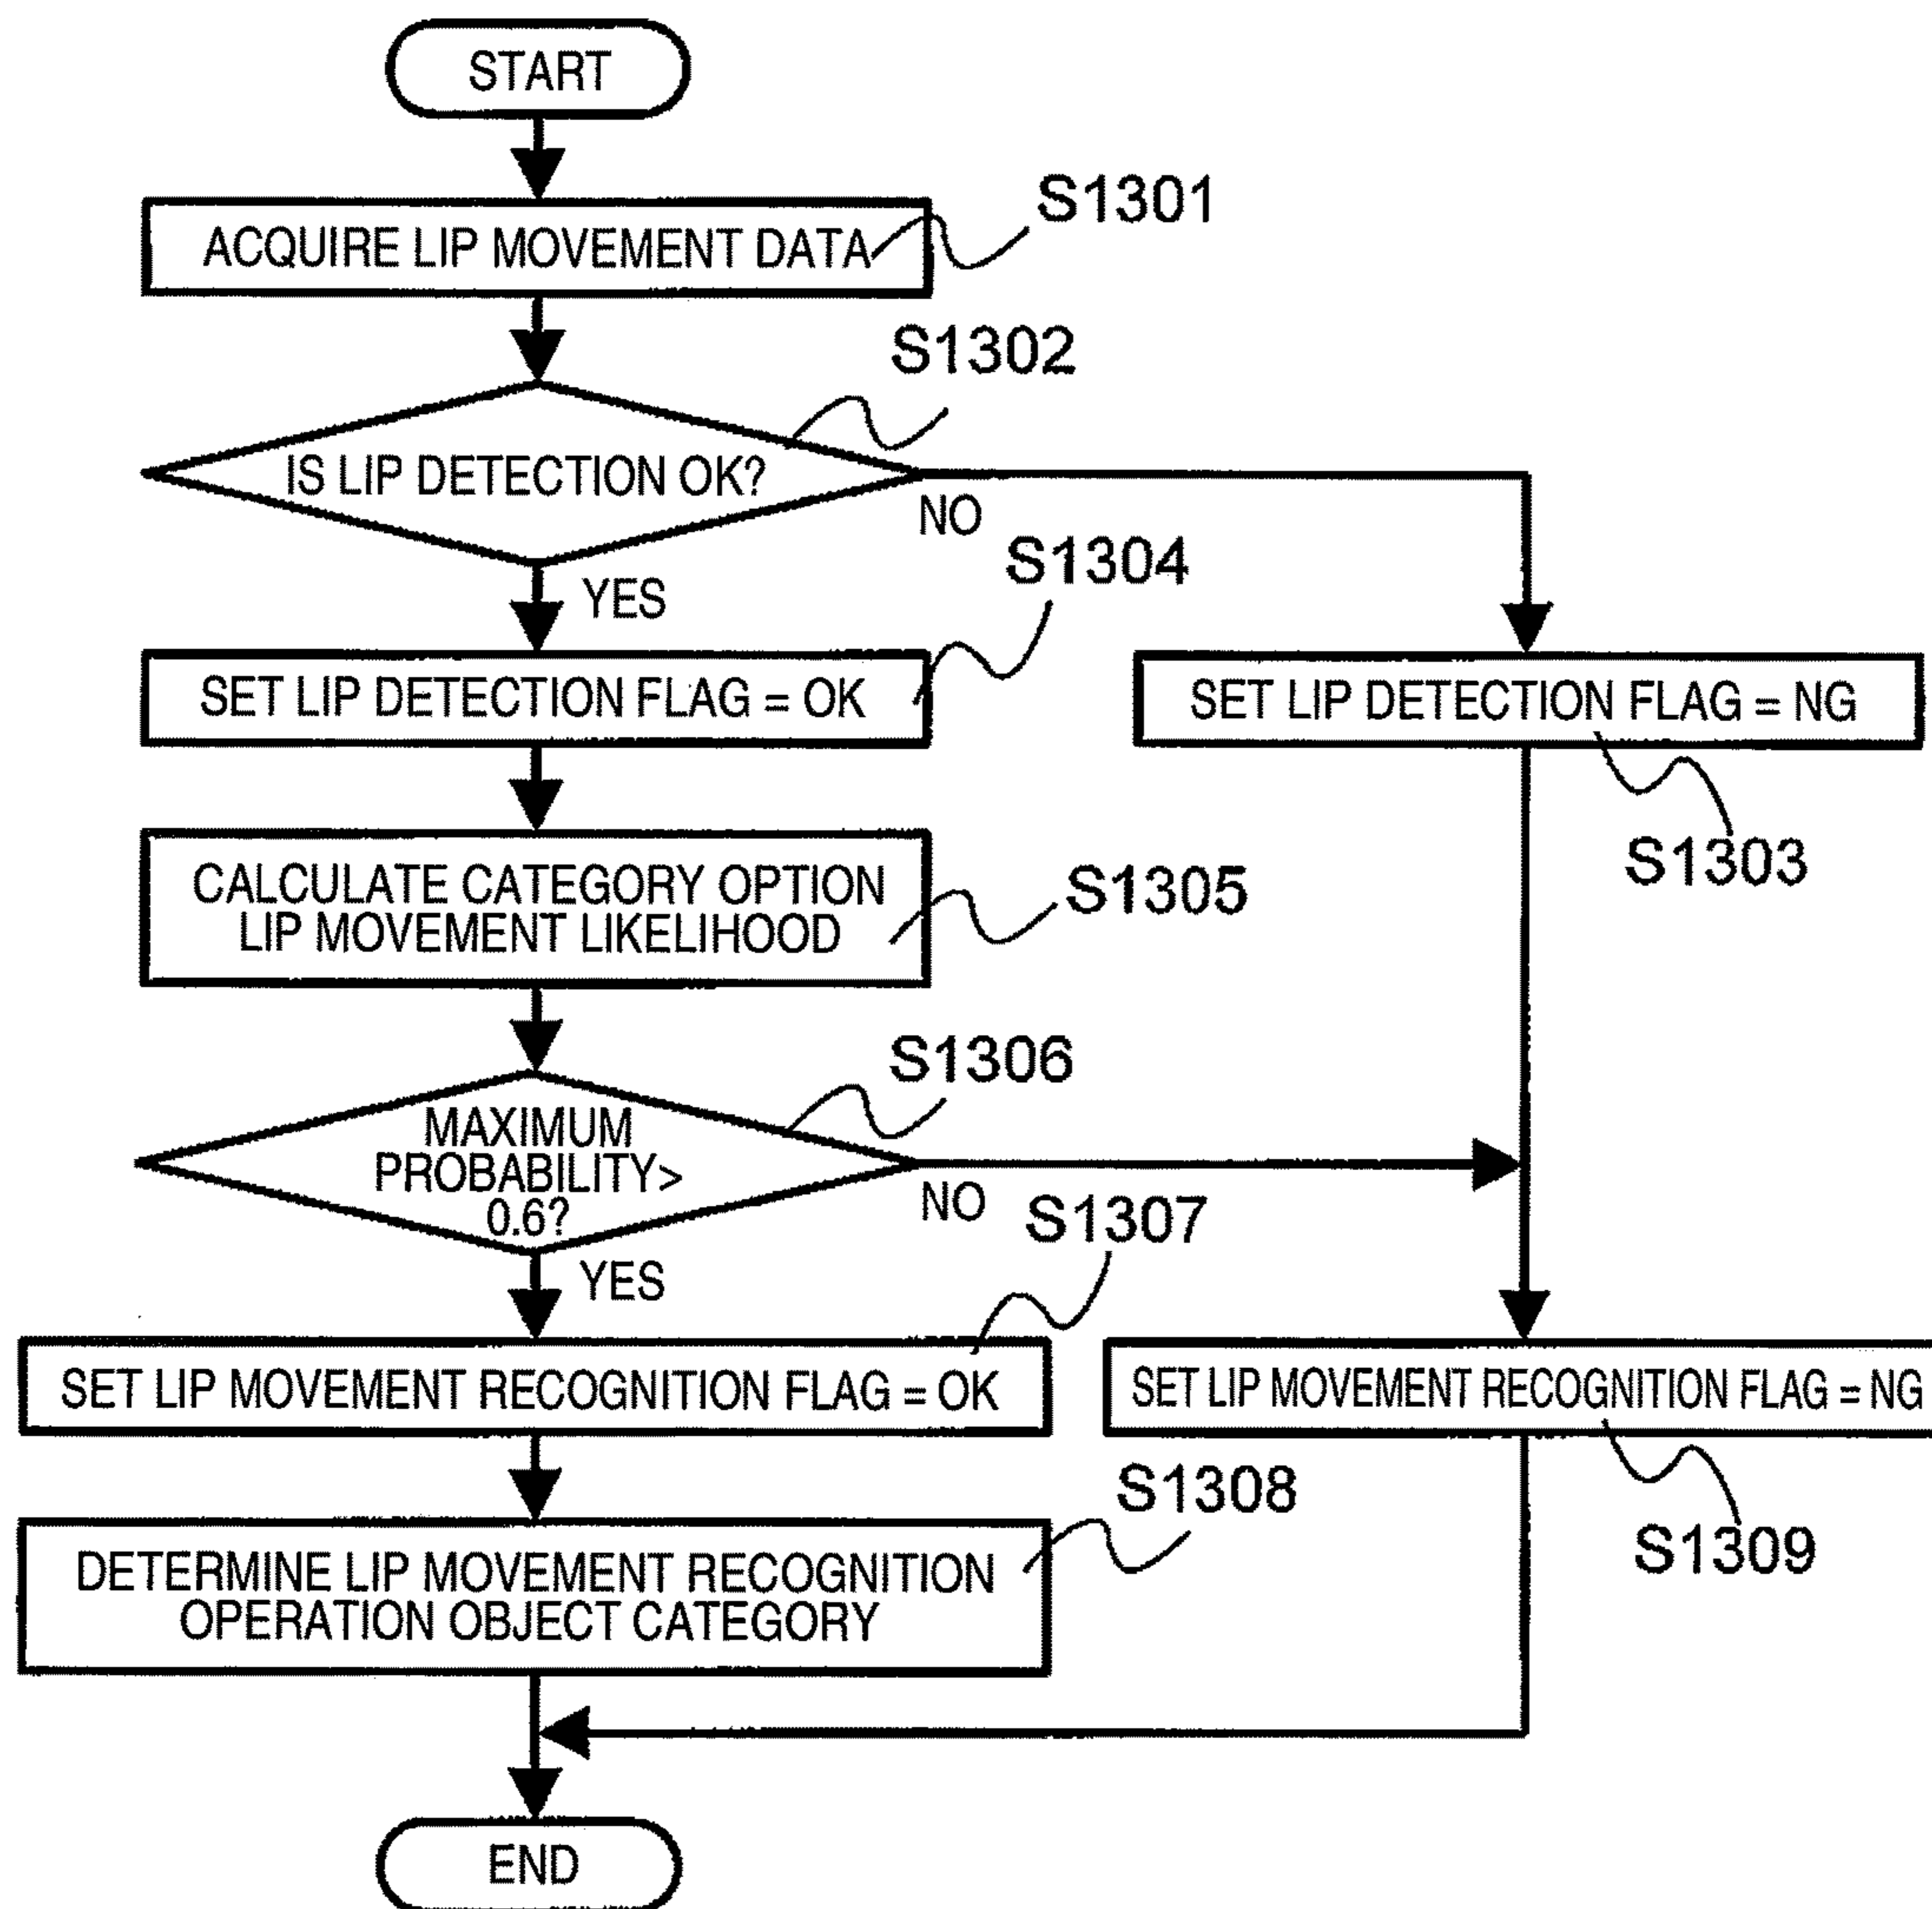 START
ACQUIRE LIP MOVEMENT DATA
S1301
S1302
IS LIP DETECTION OK?
NO
YES
S1304
SET LIP DETECTION FLAG = OK
SET LIP DETECTION FLAG = NG
S1303
CALCULATE CATEGORY OPTION
LIP MOVEMENT LIKELIHOOD
S1305
S1306
MAXIMUM
PROBABILITY>
0.6?
NO
YES
S1307
SET LIP MOVEMENT RECOGNITION FLAG = OK
SET LIP MOVEMENT RECOGNITION FLAG = NG
S1308
S1309
DETERMINE LIP MOVEMENT RECOGNITION
OPERATION OBJECT CATEGORY
END